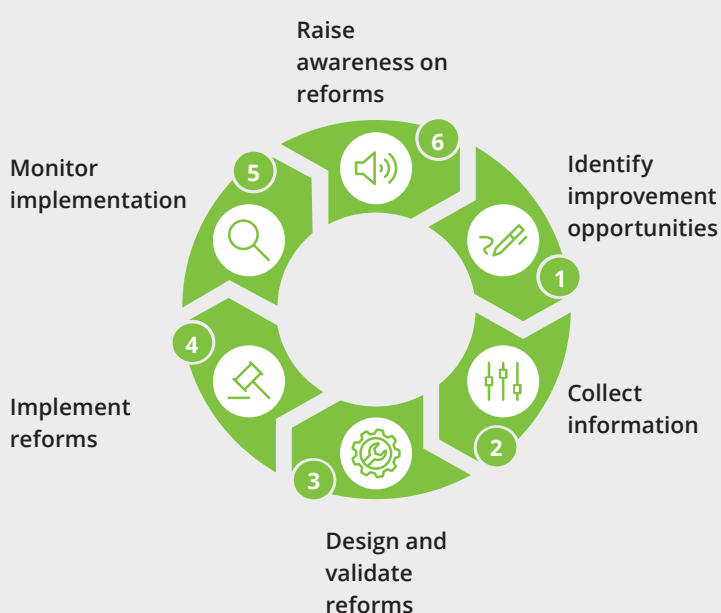 Raise
awareness on
reforms
6
Identify
improvement
opportunities
1
Collect
information
2
Design and
validate
reforms
3
Implement
reforms
4
Monitor
implementation
5